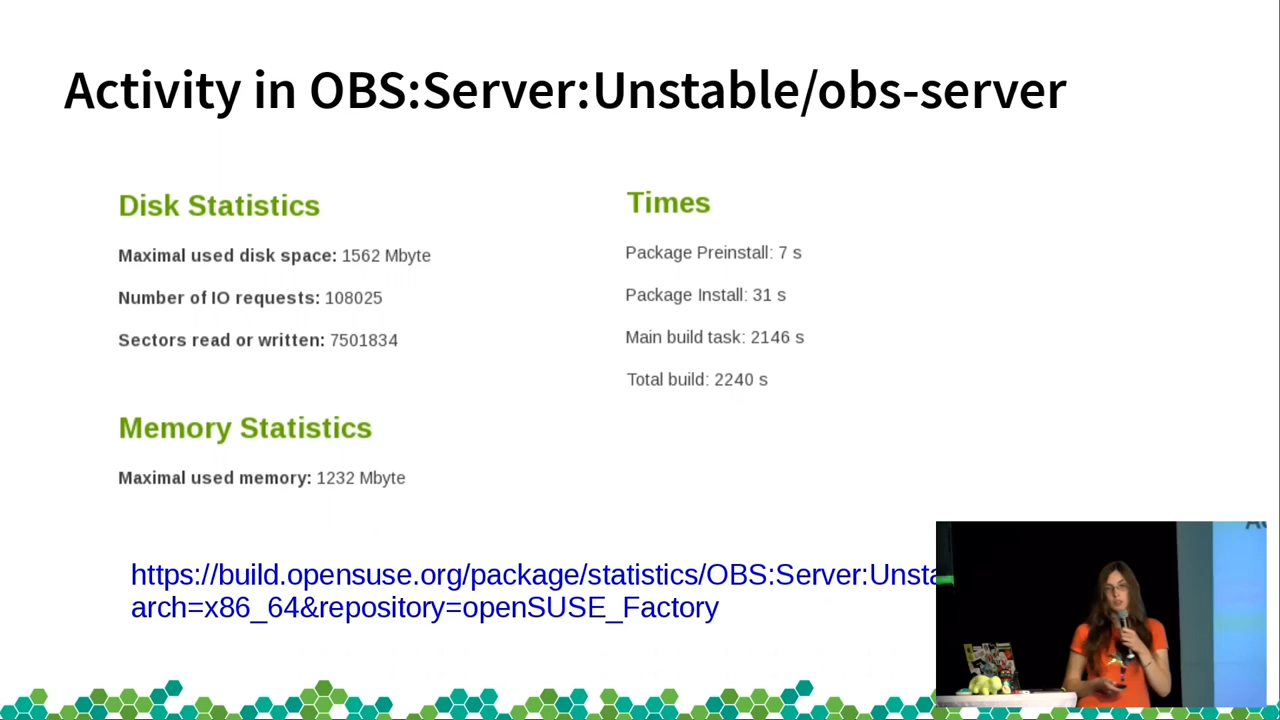 Activity in OBS:Server:Unstable/obs-server
Disk Statistics
Maximal used disk space: 1562 Mbyte
Number of IO requests: 108025
Sectors read or written: 7501834
Memory Statistics
Maximal used memory: 1232 Mbyte
Times
Package Preinstall: 7 s
Package Install: 31 s
Main build task: 2146 s
Total build: 2240 s
https://build.opensuse.org/package/statistics/OBS:Server:Unsta
arch=x86_64&repository=openSUSE_Factory